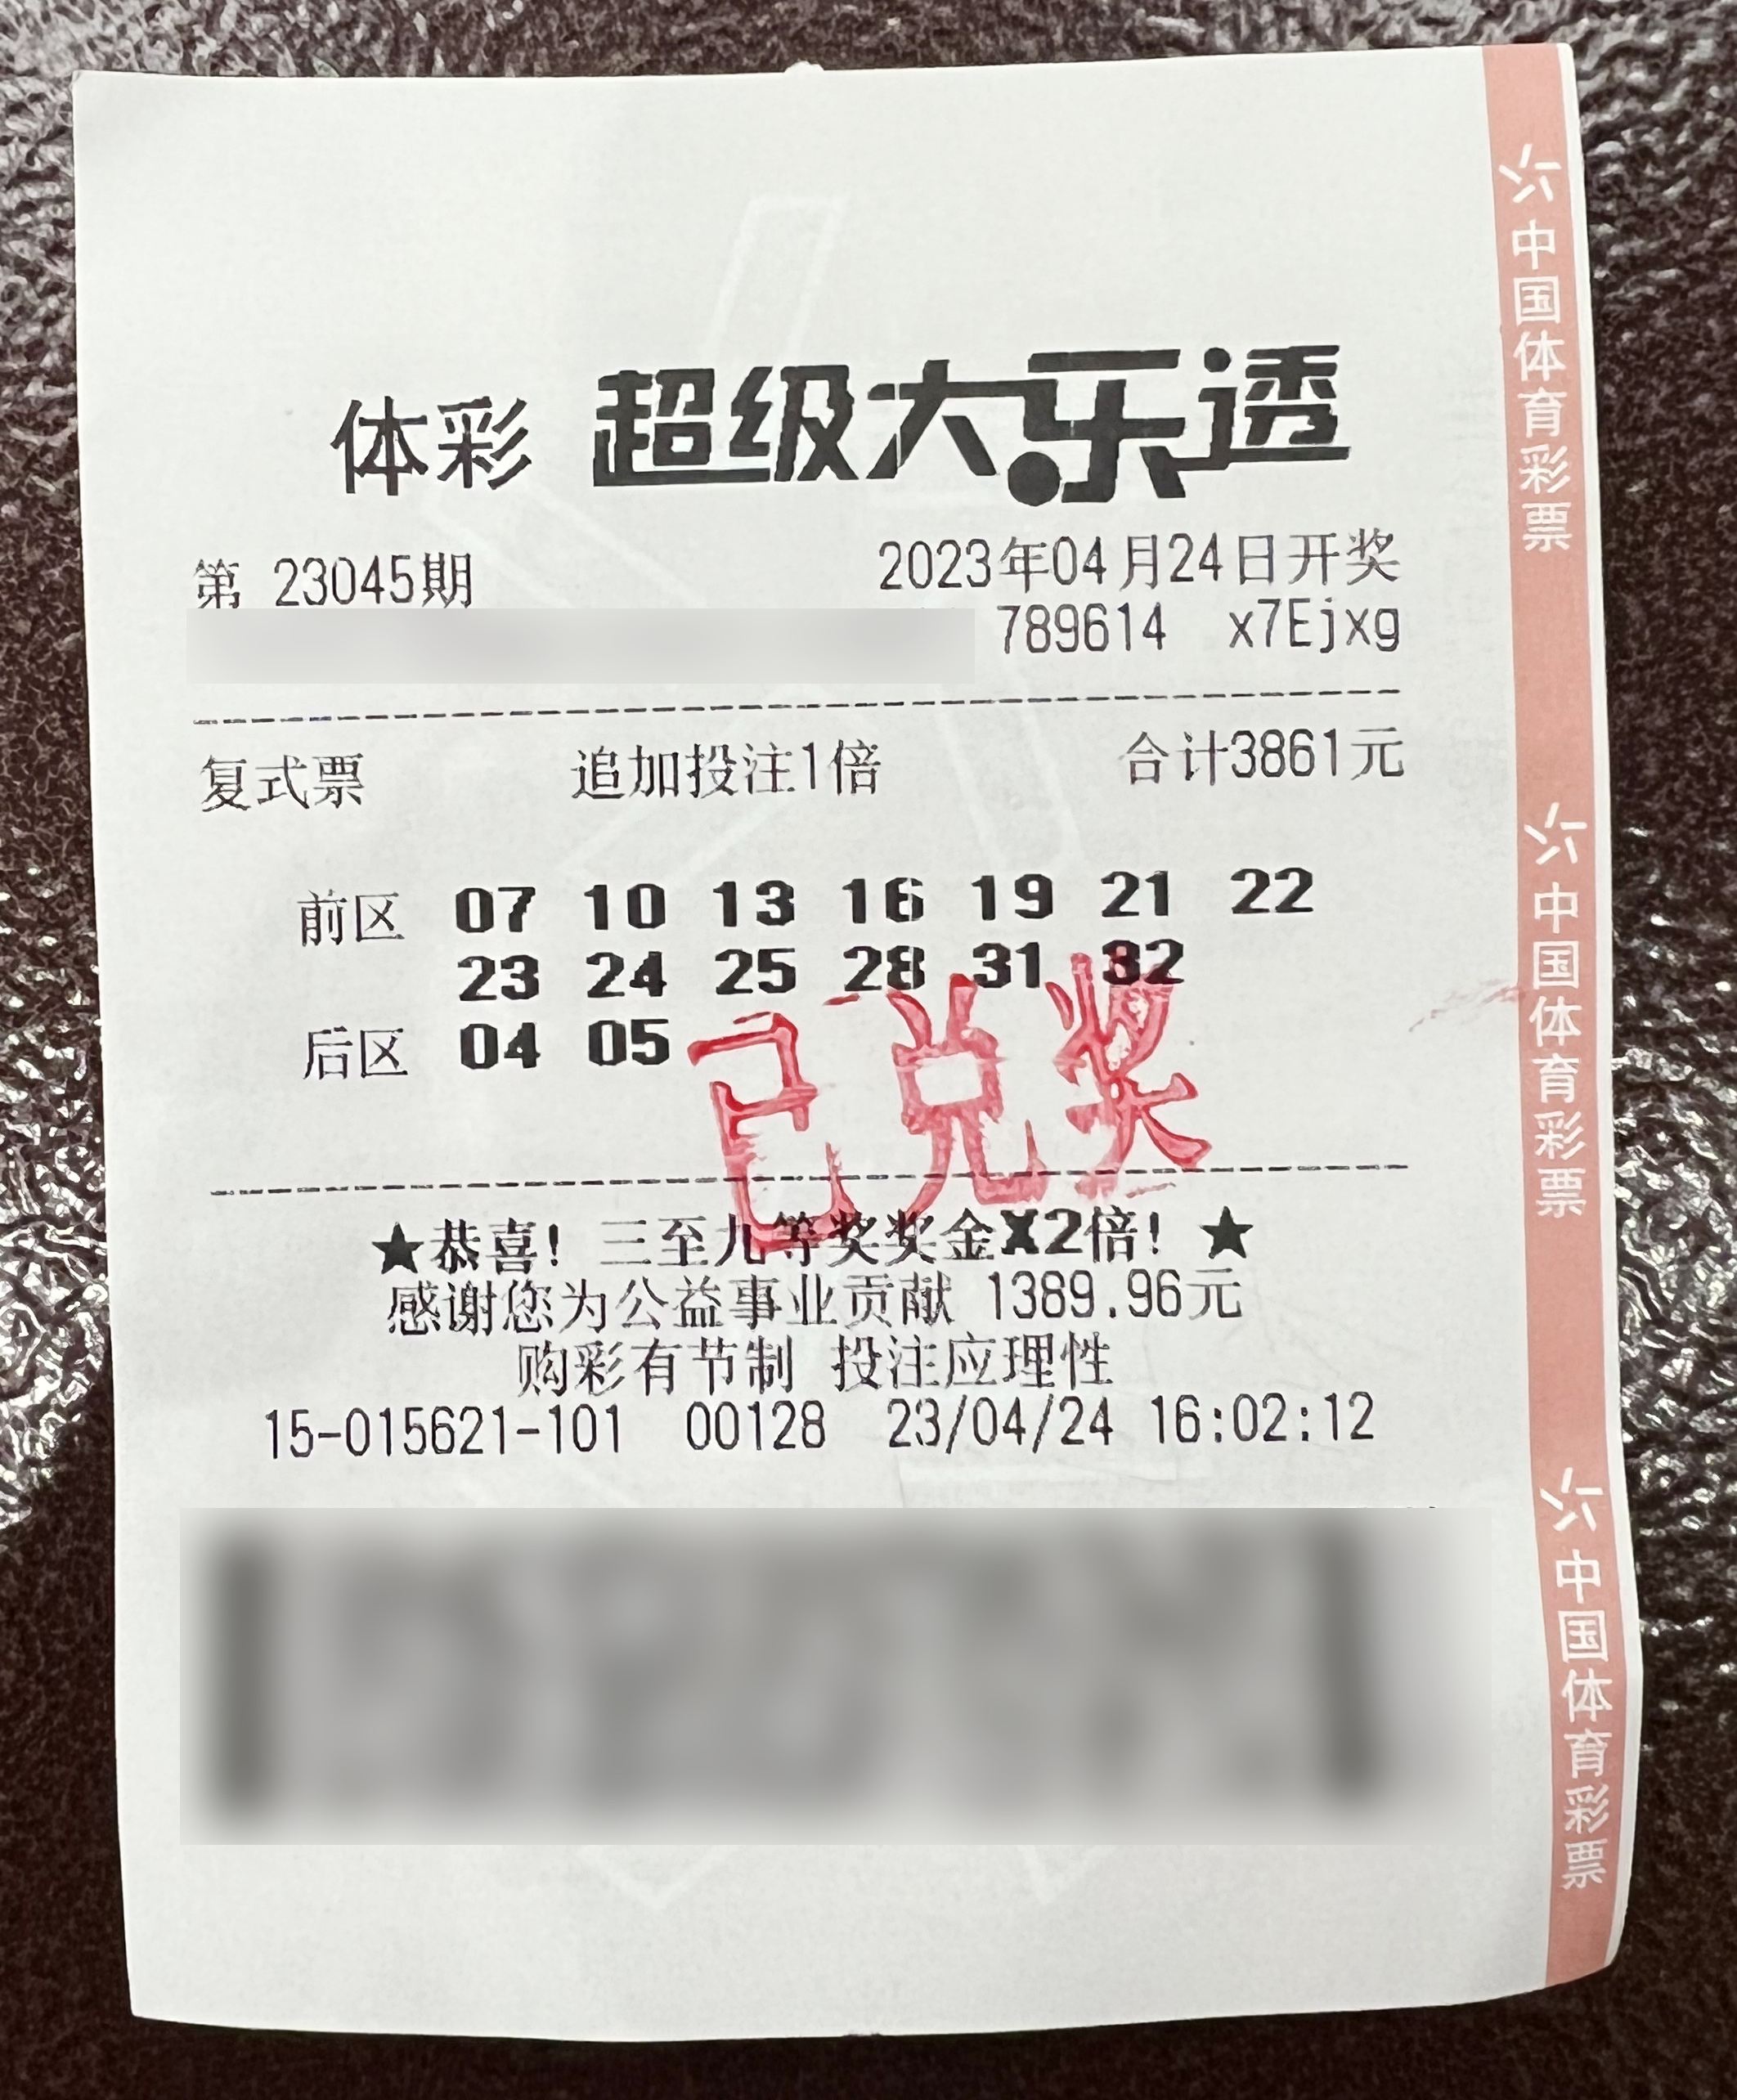 体彩 超级大乐透
第 23045期 2023年04月24日开奖
789614 x7Ejxg
复式票 追加投注1倍 合计3861元
前区 07 10 13 16 19 21 22
23 24 25 28 31 32
后区 04 05
已兑奖
★恭喜! 三至九等奖奖金X2倍! ★
感谢您为公益事业贡献 1389.96元
购彩有节制 投注应理性
15-015621-101 00128 23/04/24 16:02:12
中国体育彩票
中国体育彩票
中国体育彩票